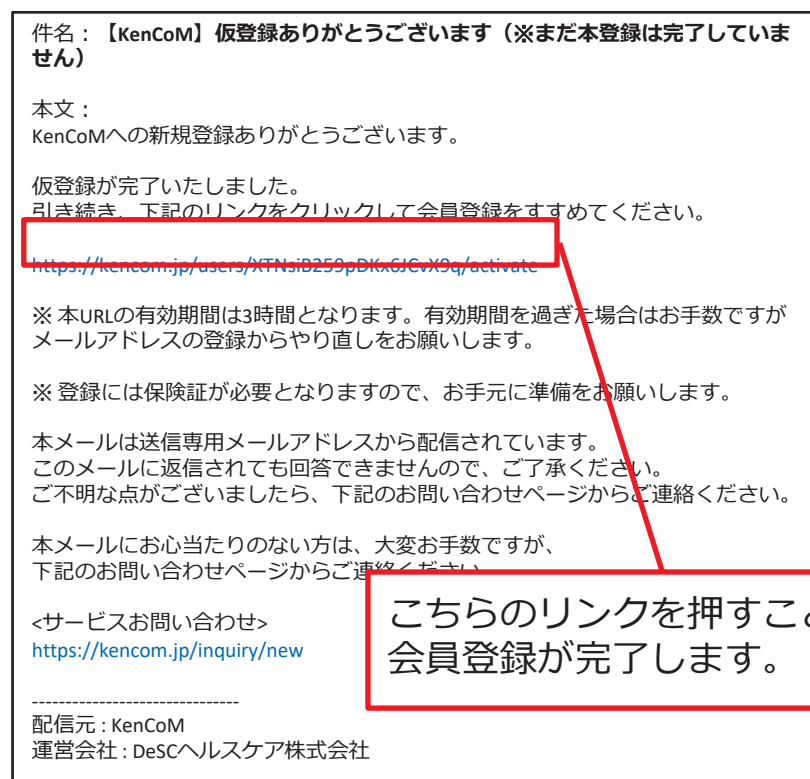 件名：【KenCoM】仮登録ありがとうございます（※まだ本登録は完了していま
せん）
本文：
KenCoMへの新規登録ありがとうございます。
仮登録が完了いたしました。
引き続き、下記のリンクをクリックして会員登録をすすめてください。
https://kencom.jp/users/XTNsiB259pDKx6JCvX9q/activate
※ 本URLの有効期間は3時間となります。有効期間を過ぎた場合はお手数ですが
メールアドレスの登録からやり直しをお願いします。
※ 登録には保険証が必要となりますので、お手元に準備をお願いします。
本メールは送信専用メールアドレスから配信されています。
このメールに返信されても回答できませんので、ご了承ください。
ご不明な点がございましたら、下記のお問い合わせページからご連絡ください。
本メールにお心当たりのない方は、大変お手数ですが、
下記のお問い合わせページからご連絡ください
<サービスお問い合わせ>
https://kencom.jp/inquiry/new
こちらのリンクを押すこと
会員登録が完了します。
-------------------------------
配信元 : KenCoM
運営会社 : DeSCヘルスケア株式会社